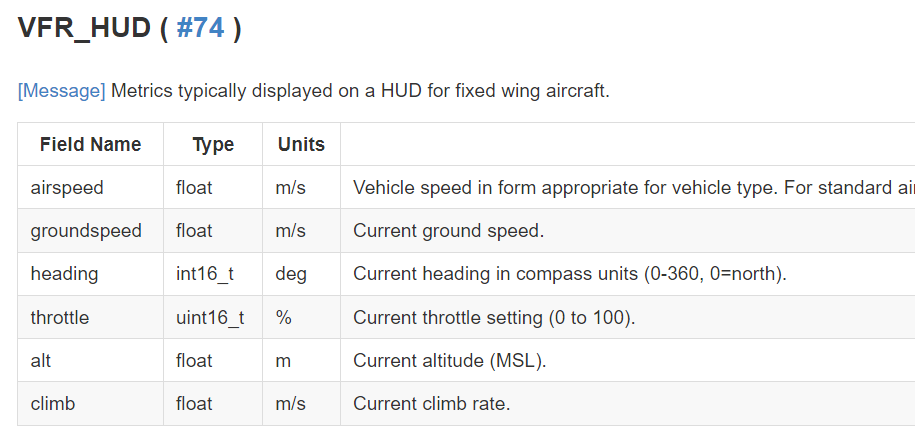 VFR_HUD ( #74 )
[Message] Metrics typically displayed on a HUD for fixed wing aircraft.
Field Name Type Units
airspeed float m/s Vehicle speed in form appropriate for vehicle type. For standard
groundspeed float m/s Current ground speed.
heading int16_t deg Current heading in compass units (0-360, 0=north).
throttle uint16_t % Current throttle setting (0 to 100).
alt float m Current altitude (MSL).
climb float m/s Current climb rate.